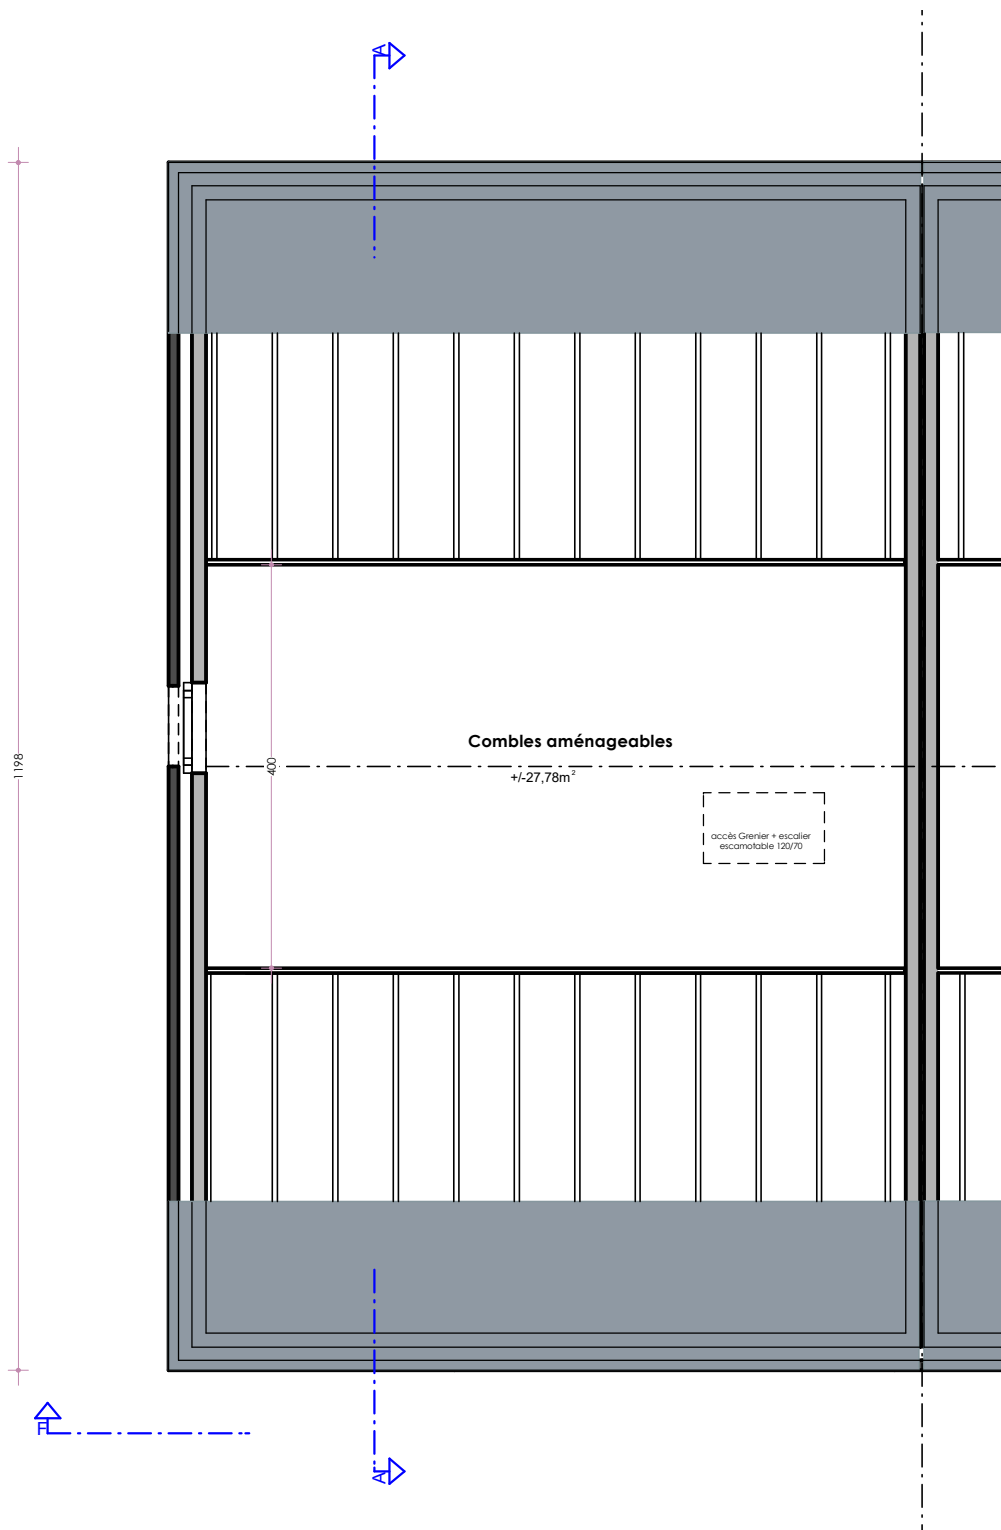 A
1198
400
Combles aménageables
+/-27,78m²
accès Grenier + escalier
escamotable 120/70
F
A